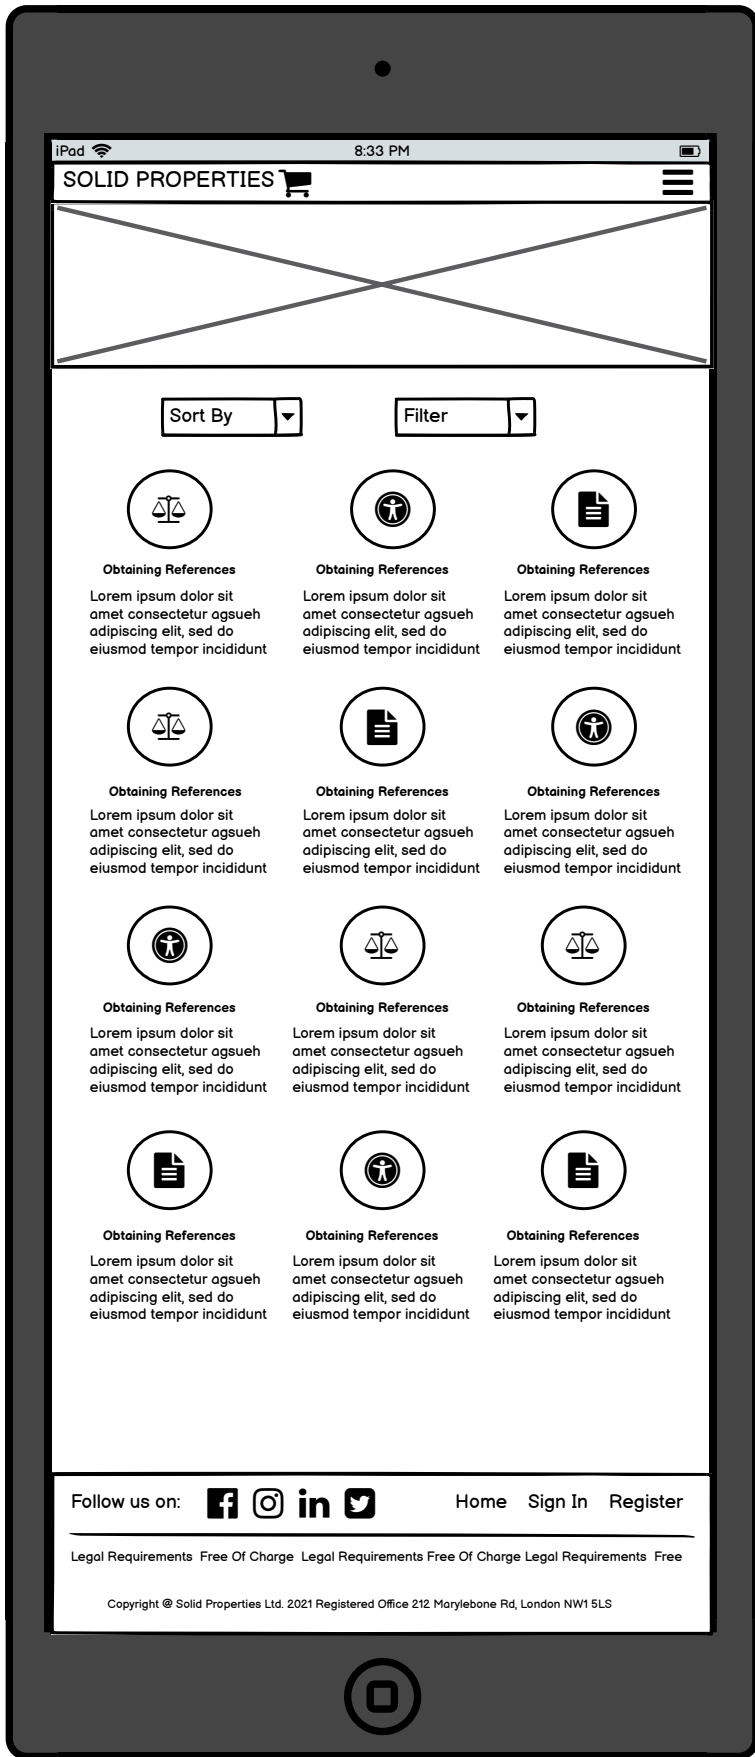 iPad 8:33 PM
SOLID PROPERTIES
Sort By Filter
Obtaining References
Lorem ipsum dolor sit
amet consectetur agsueh
adipiscing elit, sed do
eiusmod tempor incididunt
Obtaining References
Lorem ipsum dolor sit
amet consectetur agsueh
adipiscing elit, sed do
eiusmod tempor incididunt
Obtaining References
Lorem ipsum dolor sit
amet consectetur agsueh
adipiscing elit, sed do
eiusmod tempor incididunt
Obtaining References
Lorem ipsum dolor sit
amet consectetur agsueh
adipiscing elit, sed do
eiusmod tempor incididunt
Obtaining References
Lorem ipsum dolor sit
amet consectetur agsueh
adipiscing elit, sed do
eiusmod tempor incididunt
Obtaining References
Lorem ipsum dolor sit
amet consectetur agsueh
adipiscing elit, sed do
eiusmod tempor incididunt
Obtaining References
Lorem ipsum dolor sit
amet consectetur agsueh
adipiscing elit, sed do
eiusmod tempor incididunt
Obtaining References
Lorem ipsum dolor sit
amet consectetur agsueh
adipiscing elit, sed do
eiusmod tempor incididunt
Obtaining References
Lorem ipsum dolor sit
amet consectetur agsueh
adipiscing elit, sed do
eiusmod tempor incididunt
Obtaining References
Lorem ipsum dolor sit
amet consectetur agsueh
adipiscing elit, sed do
eiusmod tempor incididunt
Obtaining References
Lorem ipsum dolor sit
amet consectetur agsueh
adipiscing elit, sed do
eiusmod tempor incididunt
Obtaining References
Lorem ipsum dolor sit
amet consectetur agsueh
adipiscing elit, sed do
eiusmod tempor incididunt
Follow us on: Home Sign In Register
Legal Requirements Free Of Charge Legal Requirements Free Of Charge Legal Requirements Free
Copyright @ Solid Properties Ltd. 2021 Registered Office 212 Marylebone Rd, London NW1 5LS